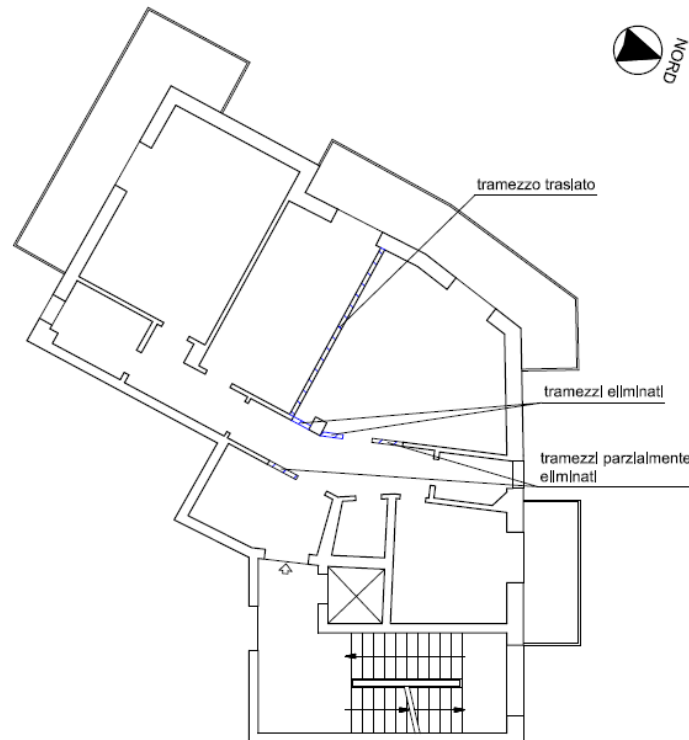 NORD
tramezzo traslato
tramezzi eliminati
tramezzi parzialmente
eliminati